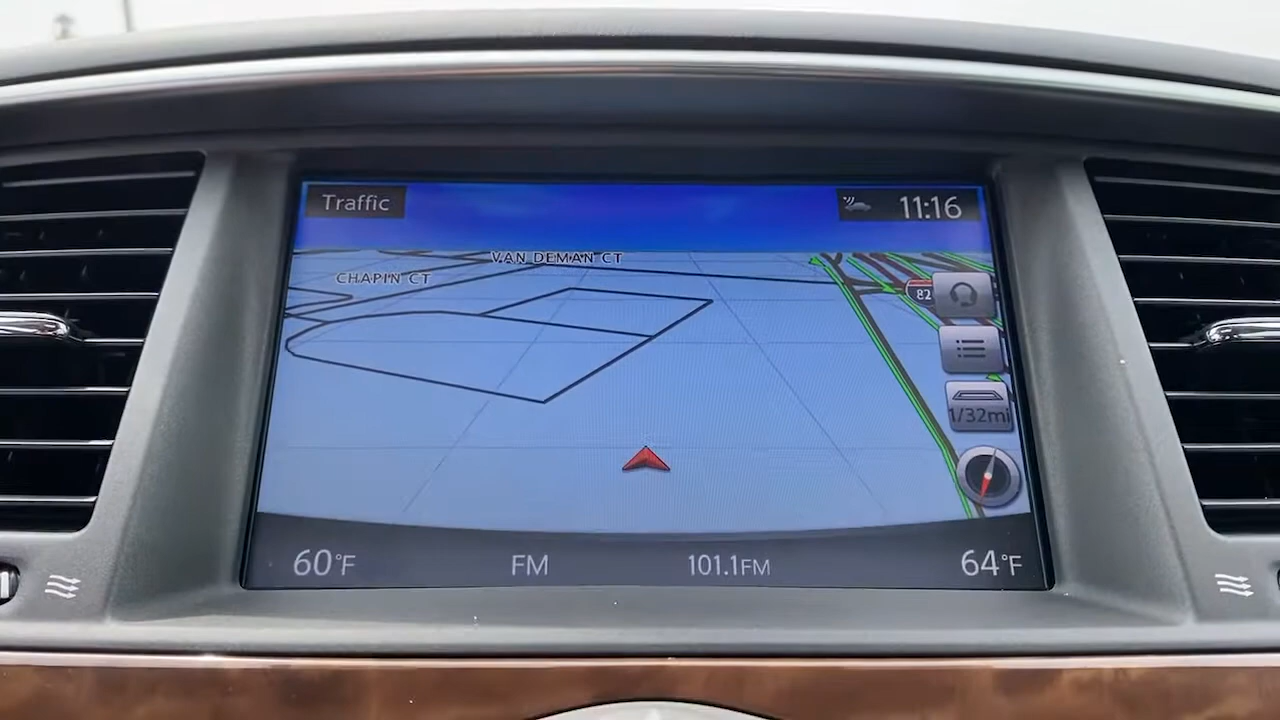 Traffic
11:16
VAN DEMAN CT
CHAPIN CT
82
1/32mi
60°F
FM
101.1FM
64°F